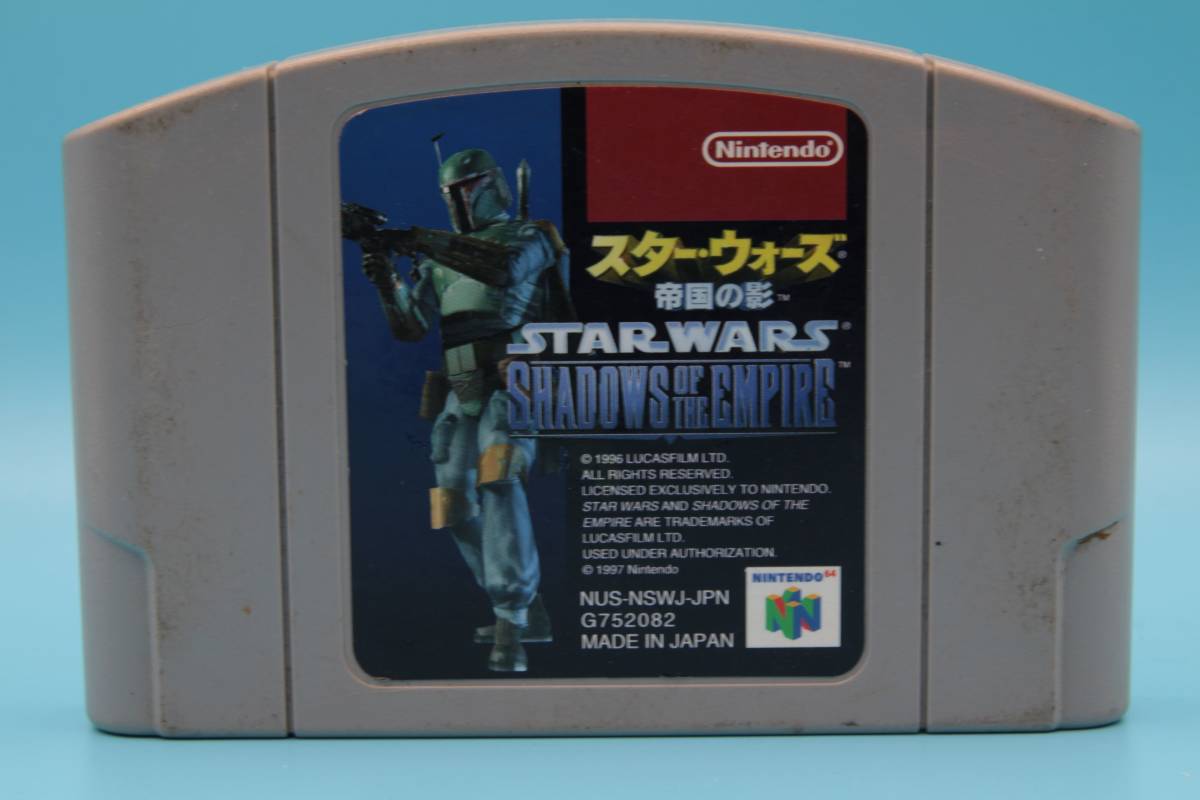 Nintendo®
スター・ウォーズ®
帝国の影™
STAR WARS®
SHADOWS OF THE EMPIRE™
© 1996 LUCASFILM LTD.
ALL RIGHTS RESERVED.
LICENSED EXCLUSIVELY TO NINTENDO.
STAR WARS AND SHADOWS OF THE
EMPIRE ARE TRADEMARKS OF
LUCASFILM LTD.
USED UNDER AUTHORIZATION.
© 1997 Nintendo
NUS-NSWJ-JPN
G752082
MADE IN JAPAN
NINTENDO 64